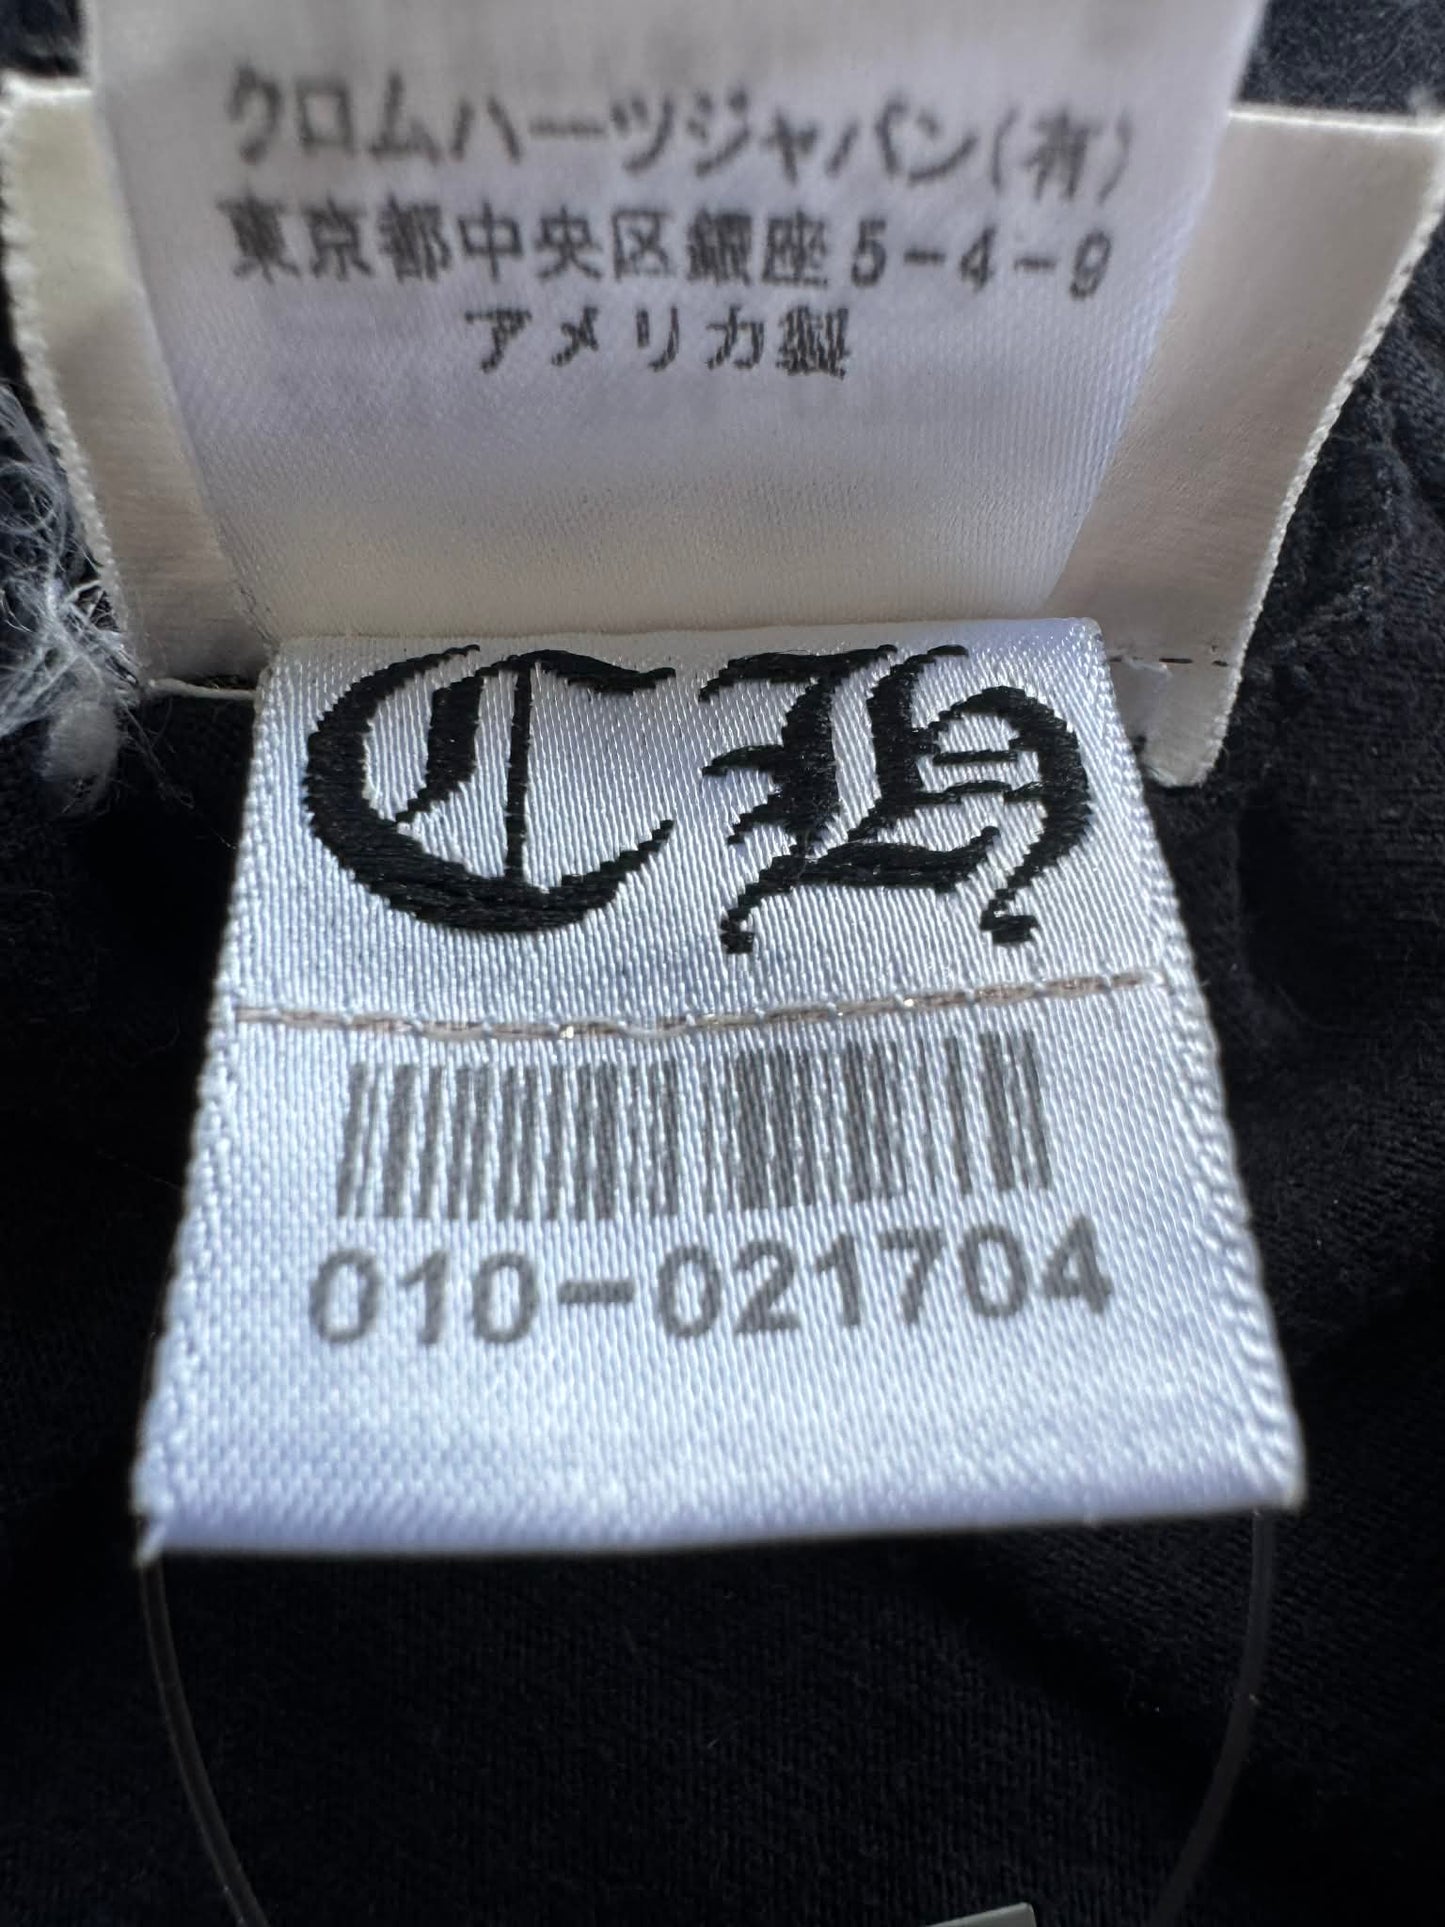 クロムハーツジャパン(有)
東京都中央区銀座5-4-9
アメリカ製
CH
010-021704